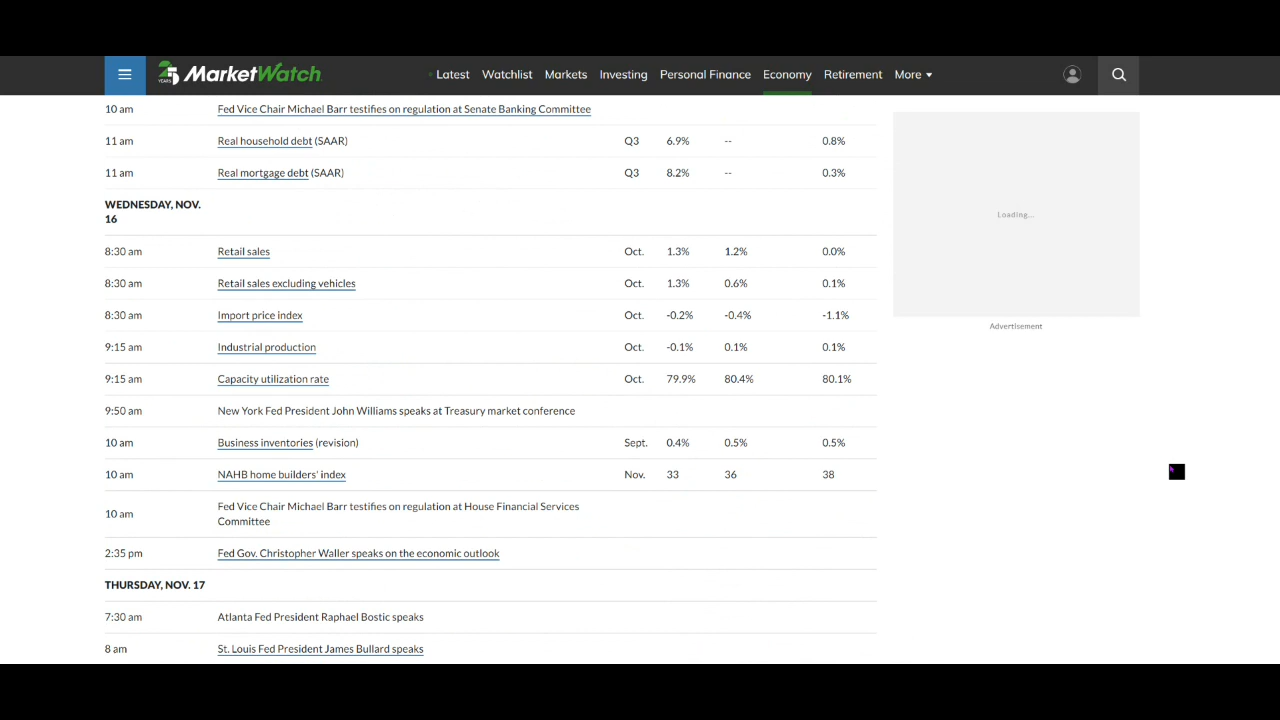 25 YEARS MarketWatch Latest Watchlist Markets Investing Personal Finance Economy Retirement More
10 am Fed Vice Chair Michael Barr testifies on regulation at Senate Banking Committee
11 am Real household debt (SAAR) Q3 6.9% -- 0.8%
11 am Real mortgage debt (SAAR) Q3 8.2% -- 0.3%
WEDNESDAY, NOV.
16
Loading...
8:30 am Retail sales Oct. 1.3% 1.2% 0.0%
8:30 am Retail sales excluding vehicles Oct. 1.3% 0.6% 0.1%
8:30 am Import price index Oct. -0.2% -0.4% -1.1%
Advertisement
9:15 am Industrial production Oct. -0.1% 0.1% 0.1%
9:15 am Capacity utilization rate Oct. 79.9% 80.4% 80.1%
9:50 am New York Fed President John Williams speaks at Treasury market conference
10 am Business inventories (revision) Sept. 0.4% 0.5% 0.5%
10 am NAHB home builders' index Nov. 33 36 38
10 am Fed Vice Chair Michael Barr testifies on regulation at House Financial Services
Committee
2:35 pm Fed Gov. Christopher Waller speaks on the economic outlook
THURSDAY, NOV. 17
7:30 am Atlanta Fed President Raphael Bostic speaks
8 am St. Louis Fed President James Bullard speaks